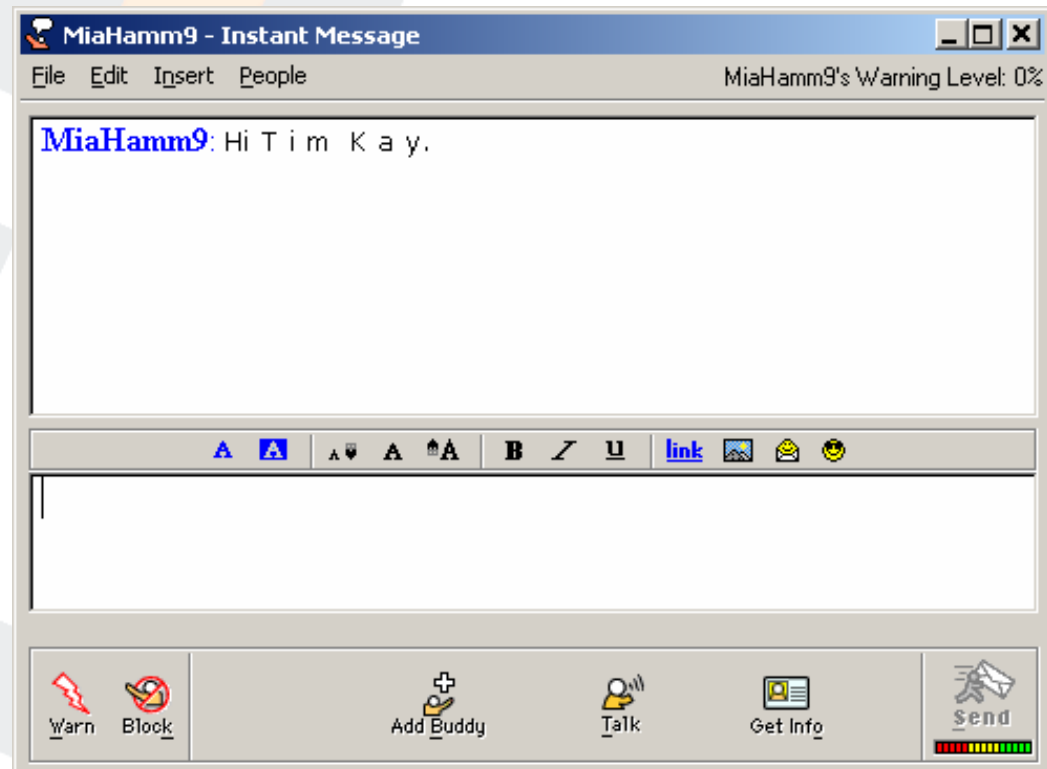 MiaHamm9 - Instant Message
File Edit Insert People MiaHamm9's Warning Level: 0%
MiaHamm9: Hi T i m K a y.
A A A A A B I U link
Warn Block Add Buddy Talk Get Info Send